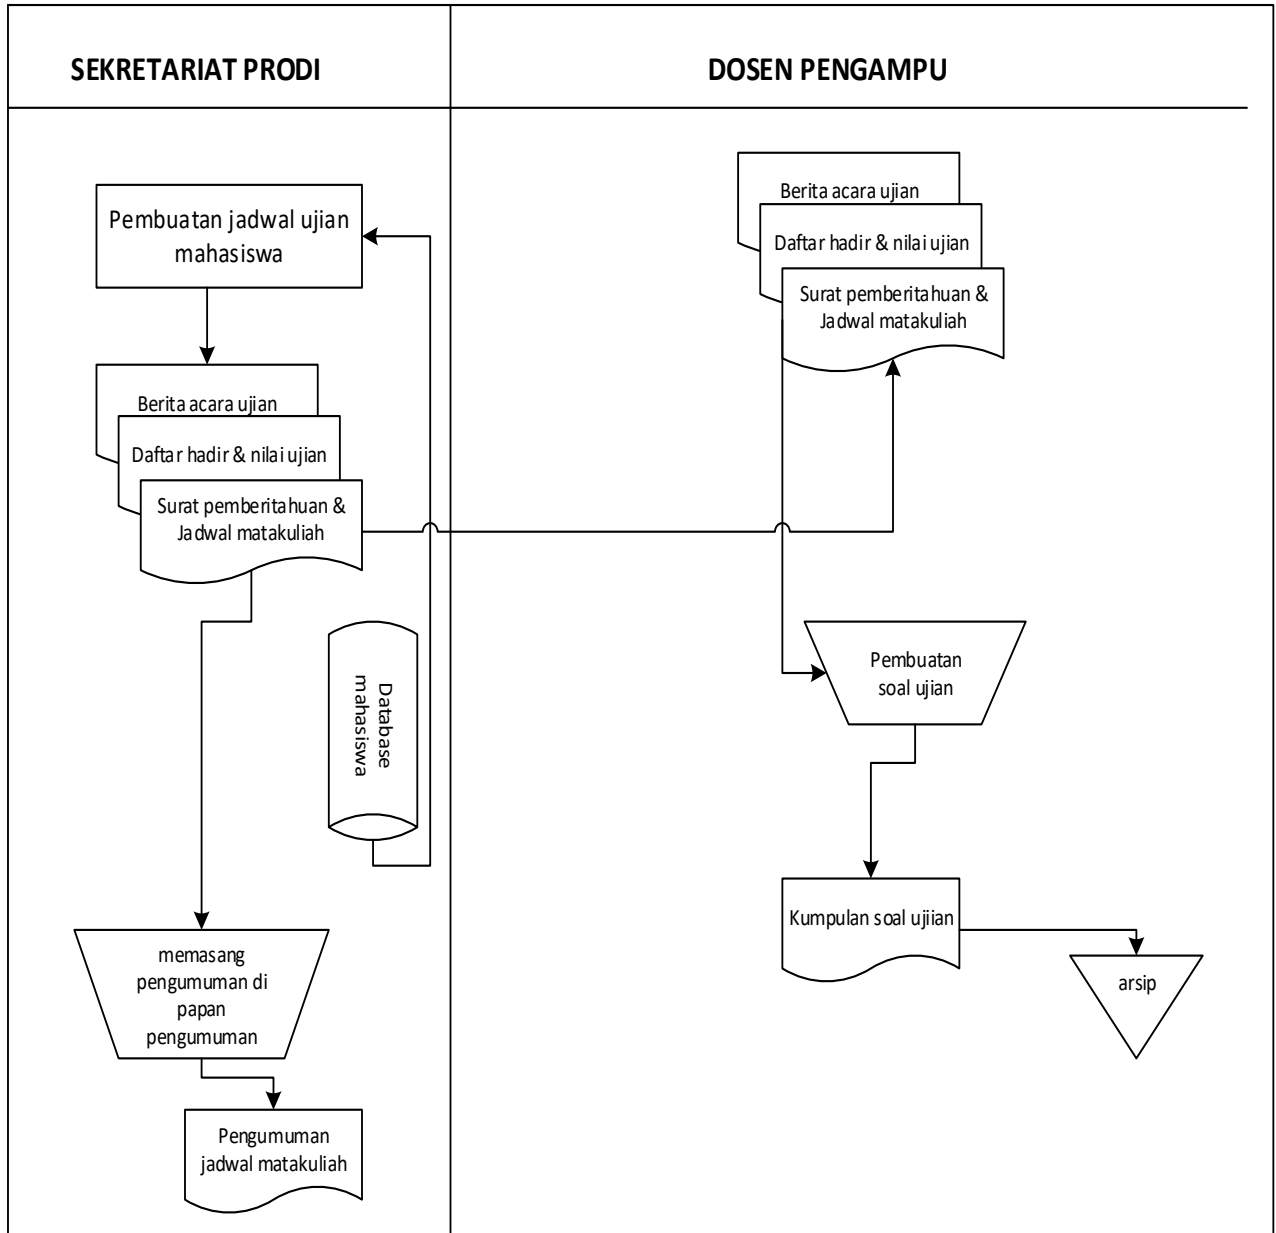 SEKRETARIAT PRODI
DOSEN PENGAMPU
Pembuatan jadwal ujian
mahasiswa
Berita acara ujian
Daftar hadir & nilai ujian
Surat pemberitahuan &
Jadwal matakuliah
Database
mahasiswa
memasang
pengumuman di
papan
pengumuman
Pengumuman
jadwal matakuliah
Berita acara ujian
Daftar hadir & nilai ujian
Surat pemberitahuan &
Jadwal matakuliah
Pembuatan
soal ujian
Kumpulan soal ujiian
arsip